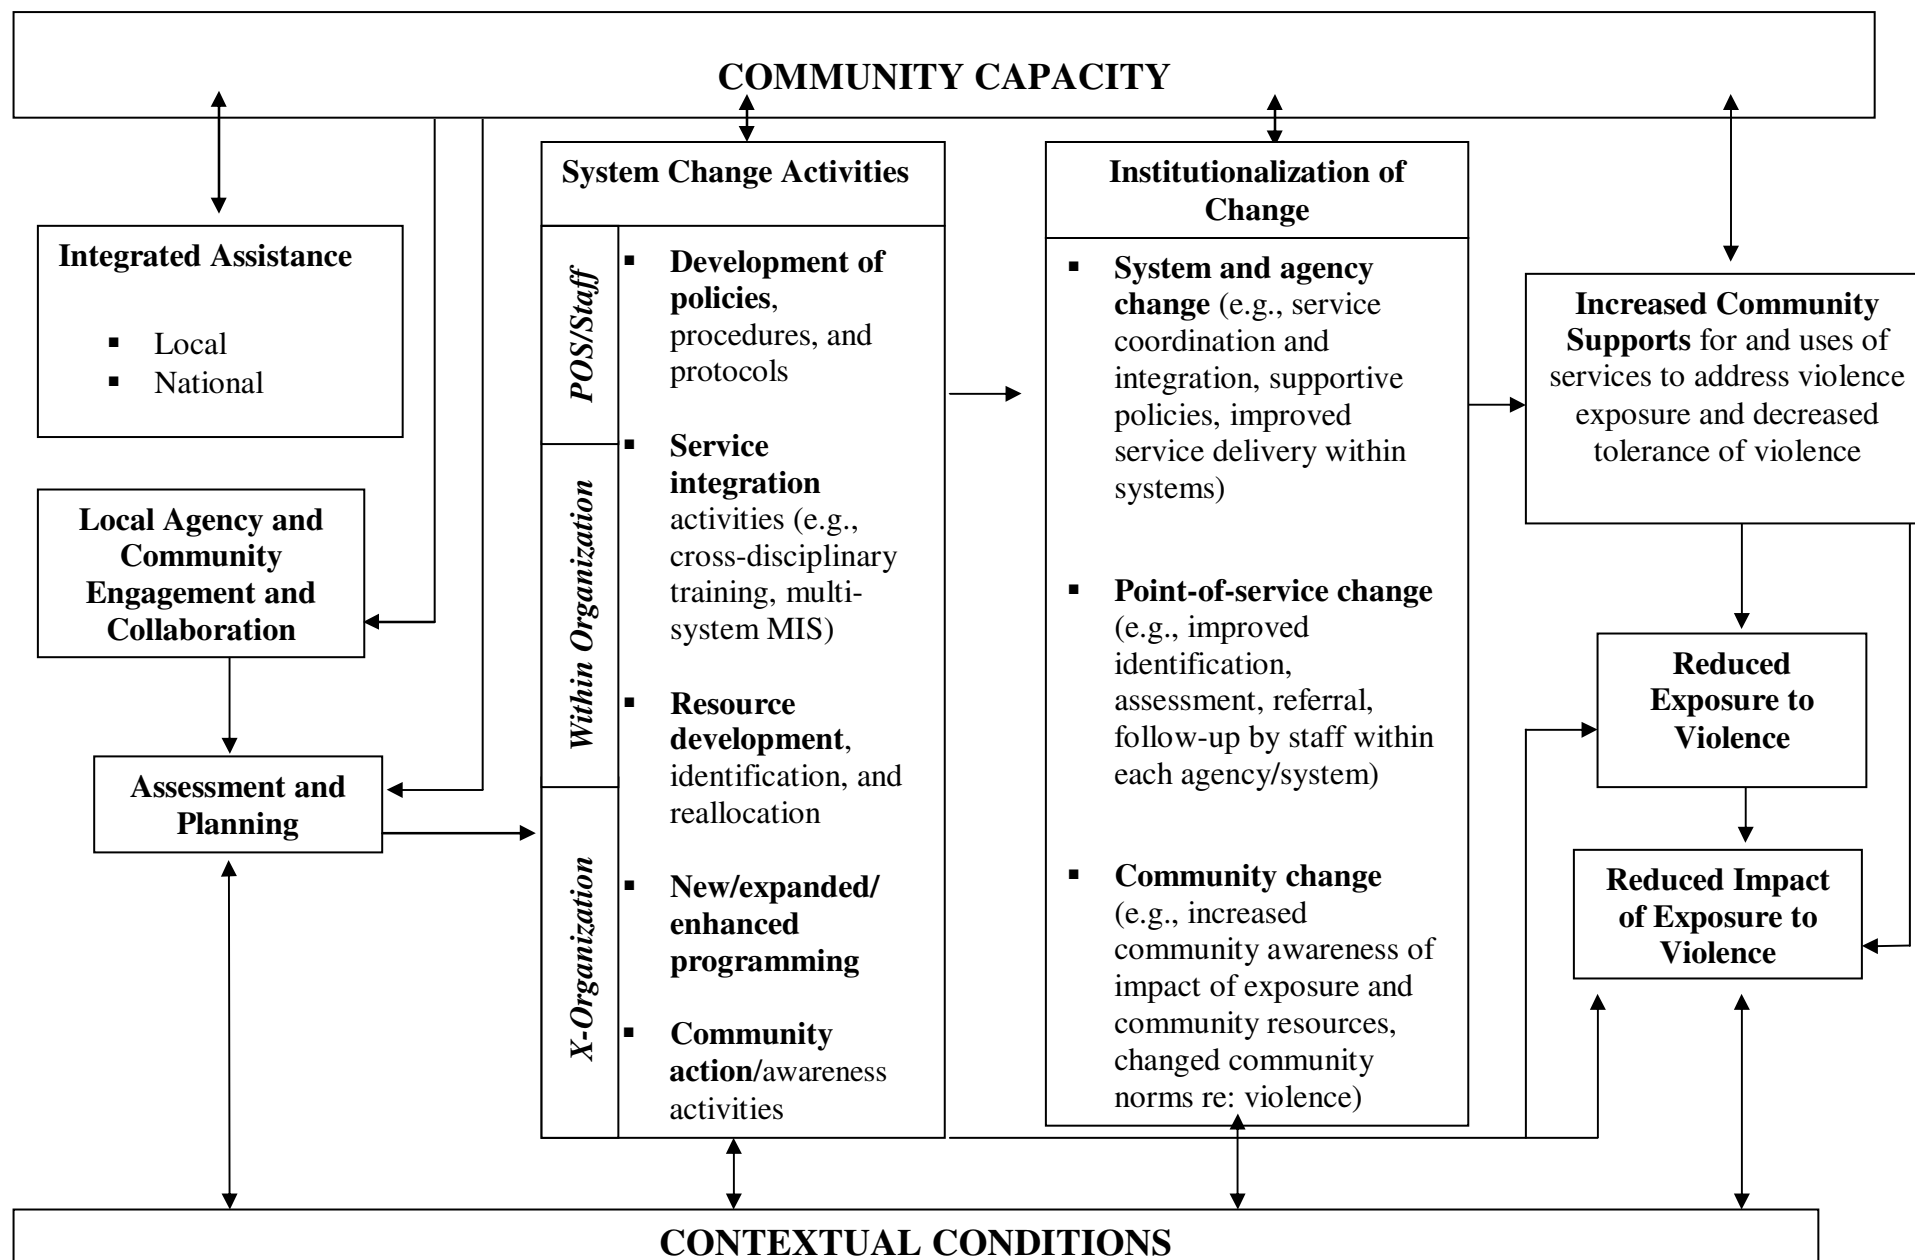 COMMUNITY CAPACITY
Integrated Assistance
▪ Local
▪ National
Local Agency and
Community
Engagement and
Collaboration
Assessment and
Planning
System Change Activities
POS/Staff
Within Organization
X-Organization
▪ Development of
policies,
procedures, and
protocols
▪ Service
integration
activities (e.g.,
cross-disciplinary
training, multi-
system MIS)
▪ Resource
development,
identification, and
reallocation
▪ New/expanded/
enhanced
programming
▪ Community
action/awareness
activities
Institutionalization of
Change
▪ System and agency
change (e.g., service
coordination and
integration, supportive
policies, improved
service delivery within
systems)
▪ Point-of-service change
(e.g., improved
identification,
assessment, referral,
follow-up by staff within
each agency/system)
▪ Community change
(e.g., increased
community awareness of
impact of exposure and
community resources,
changed community
norms re: violence)
Increased Community
Supports for and uses of
services to address violence
exposure and decreased
tolerance of violence
Reduced
Exposure to
Violence
Reduced Impact
of Exposure to
Violence
CONTEXTUAL CONDITIONS